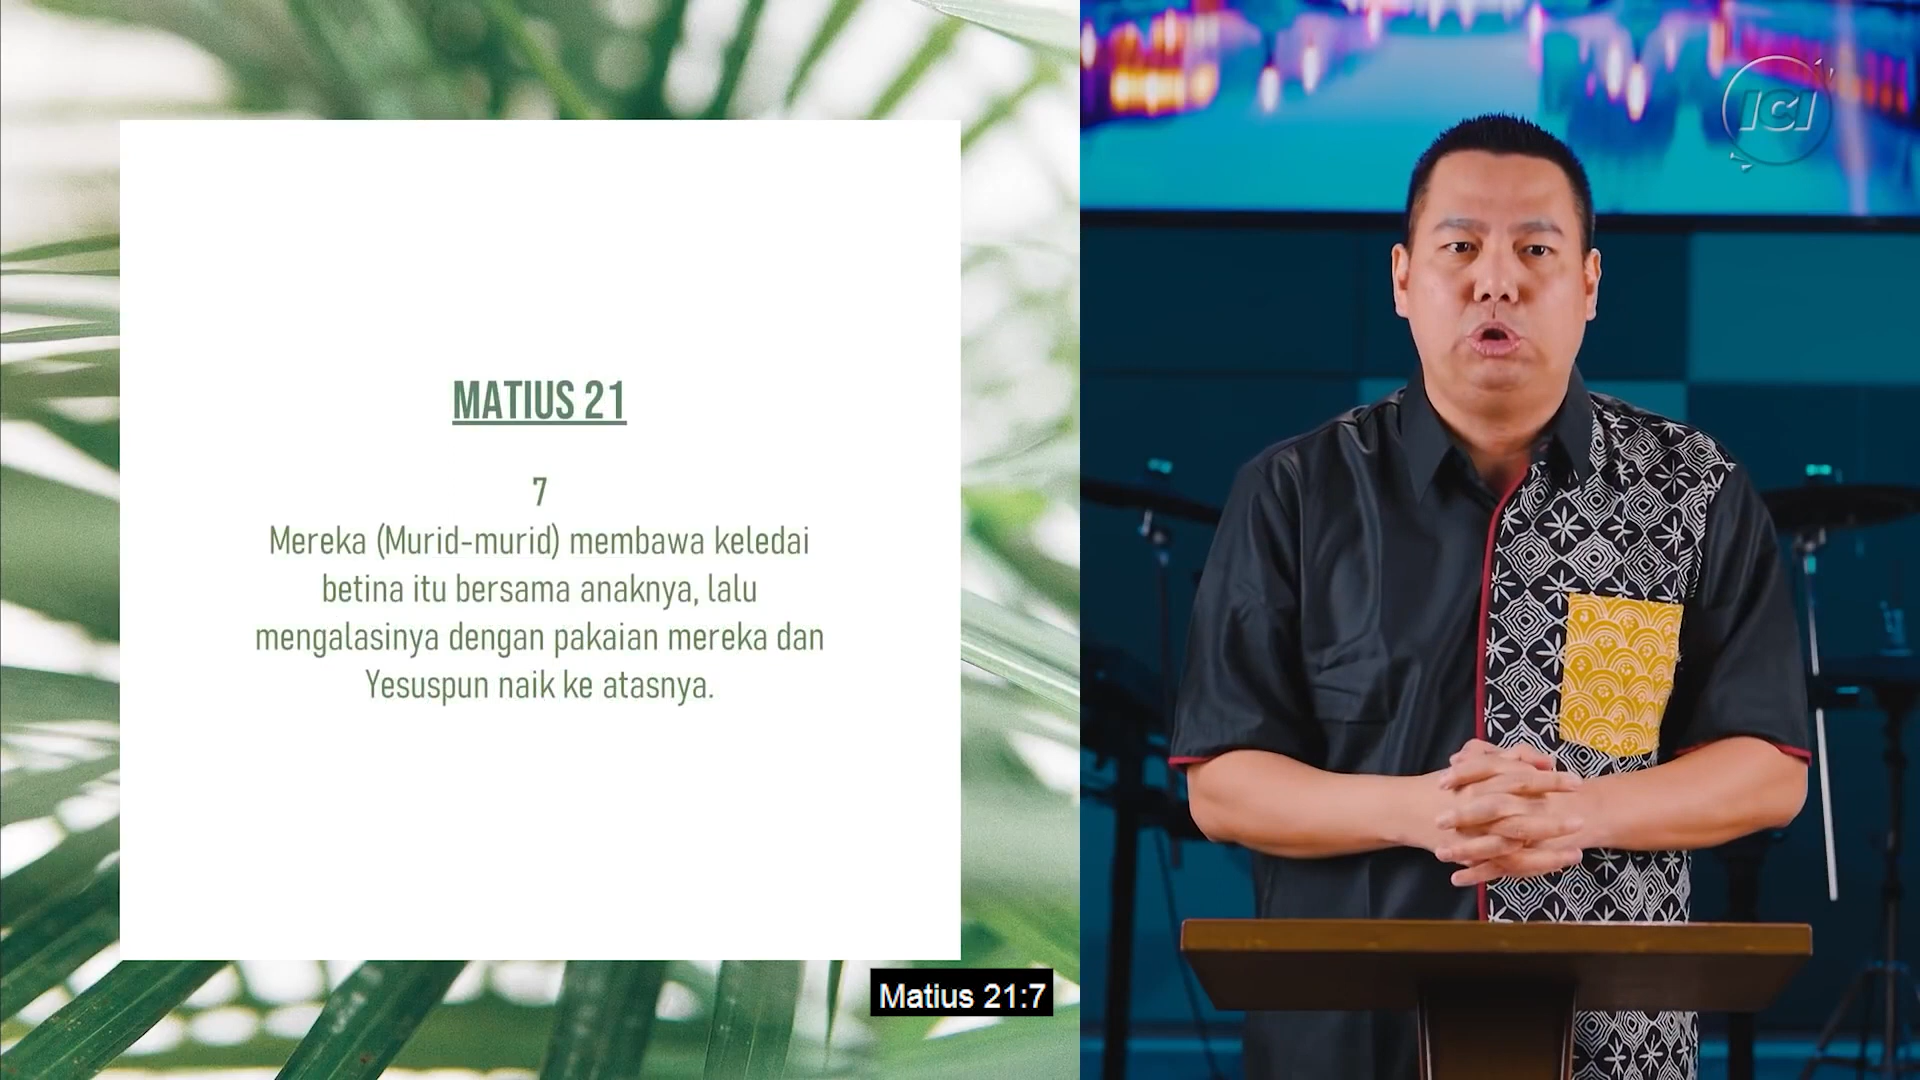 MATIUS 21
7
Mereka (Murid-murid) membawa keledai
betina itu bersama anaknya, lalu
mengalasinya dengan pakaian mereka dan
Yesuspun naik ke atasnya.
Matius 21:7
ICI